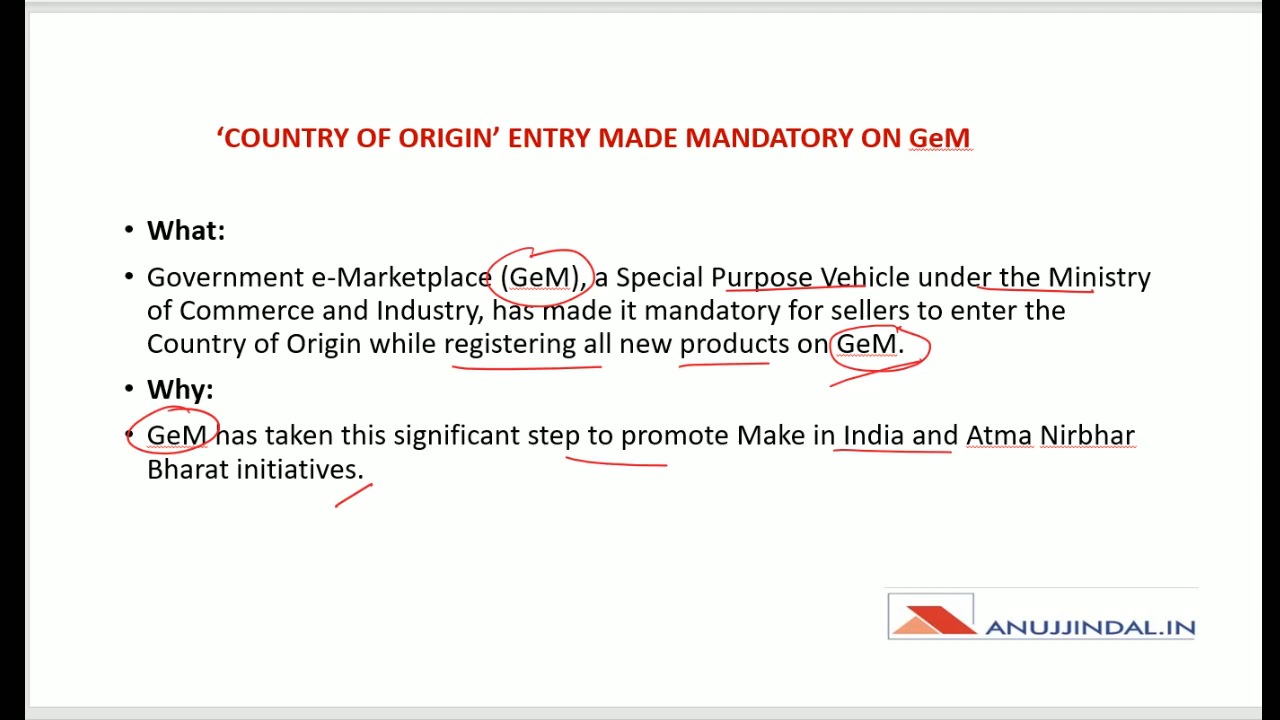 ‘COUNTRY OF ORIGIN’ ENTRY MADE MANDATORY ON GeM
• What:
• Government e-Marketplace (GeM), a Special Purpose Vehicle under the Ministry
of Commerce and Industry, has made it mandatory for sellers to enter the
Country of Origin while registering all new products on GeM.
• Why:
• GeM has taken this significant step to promote Make in India and Atma Nirbhar
Bharat initiatives.
ANUJJINDAL.IN